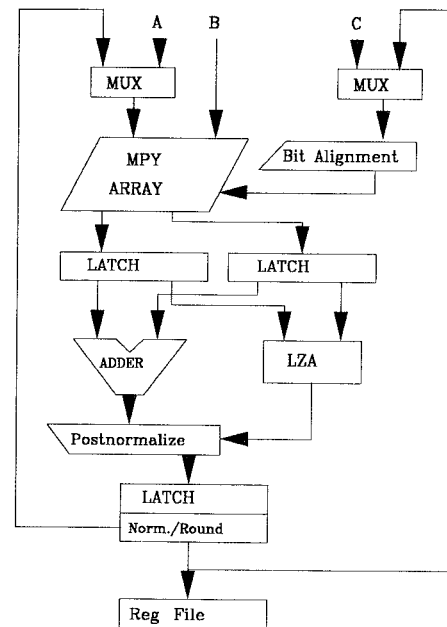 A B C
MUX MUX
MPY
ARRAY
Bit Alignment
LATCH LATCH
ADDER LZA
Postnormalize
LATCH
Norm./Round
Reg File